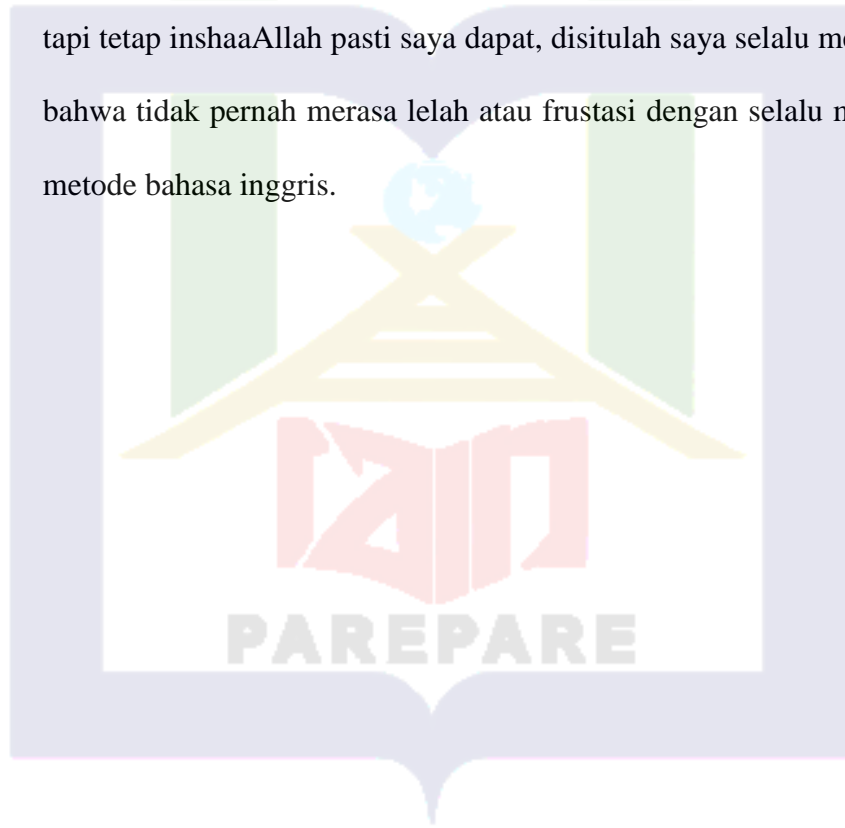 tapi tetap inshaaAllah pasti saya dapat, disitulah saya selalu
bahwa tidak pernah merasa lelah atau frustasi dengan selalu
metode bahasa inggris.
iain
PAREPARE